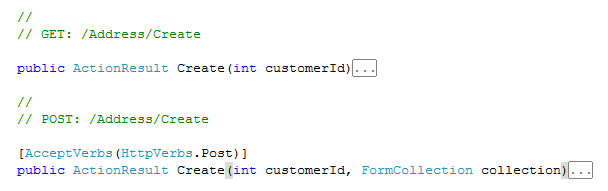 //
// GET: /Address/Create
public ActionResult Create(int customerId)...
//
// POST: /Address/Create
[AcceptVerbs(HttpVerbs.Post)]
public ActionResult Create(int customerId, FormCollection collection)...